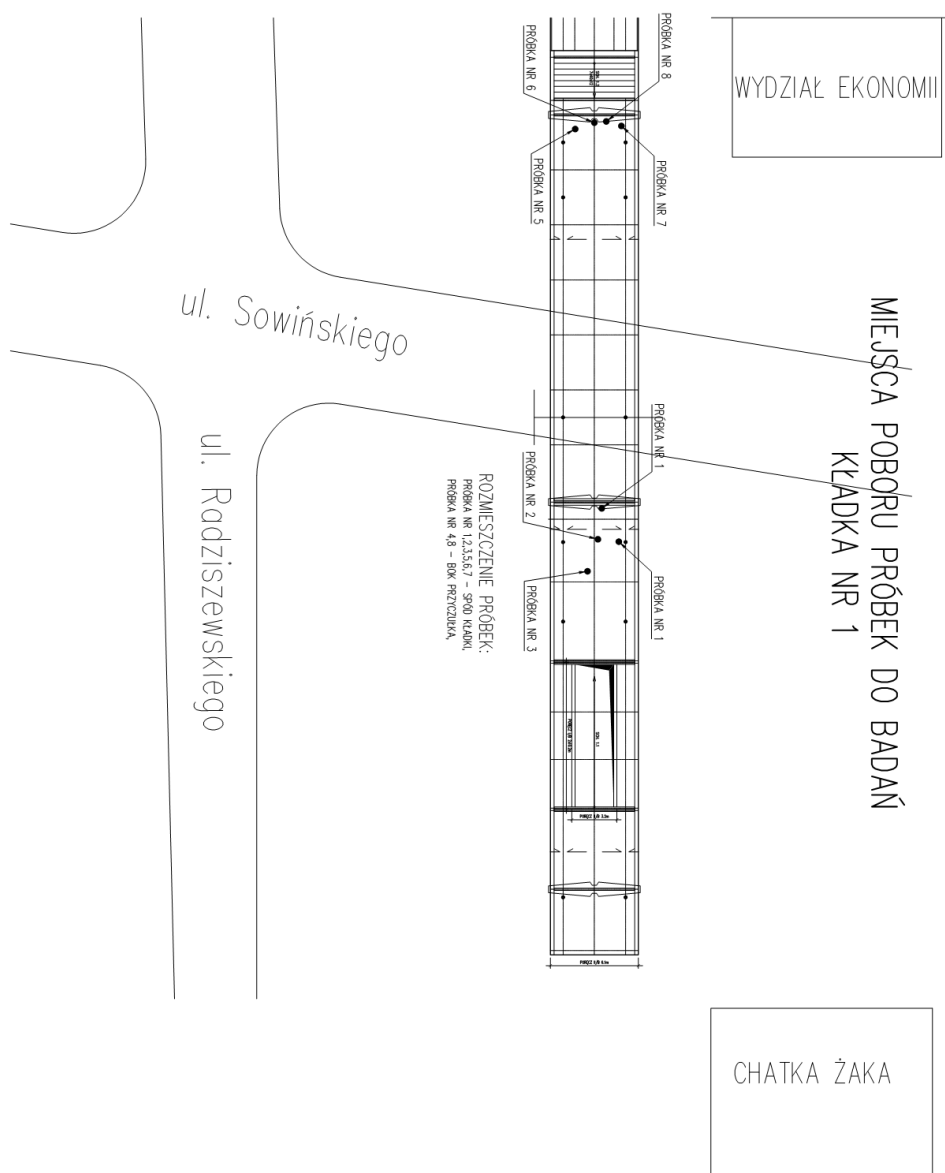 WYDZIAŁ EKONOMII
MIEJSCA POBORU PRÓBEK DO BADAŃ
KŁADKA NR 1
PRÓBKA NR 8
PRÓBKA NR 6
PRÓBKA NR 7
PRÓBKA NR 5
ul. Sowińskiego
ul. Radziszewskiego
PRÓBKA NR 1
PRÓBKA NR 2
PRÓBKA NR 1
PRÓBKA NR 3
ROZMIESZCZENIE PRÓBEK:
PRÓBKA NR 1,2,3,5,6,7 - SPÓD KŁADKI,
PRÓBKA NR 4,8 - BOK PRZYCZUŁKA,
CHATKA ŻAKA